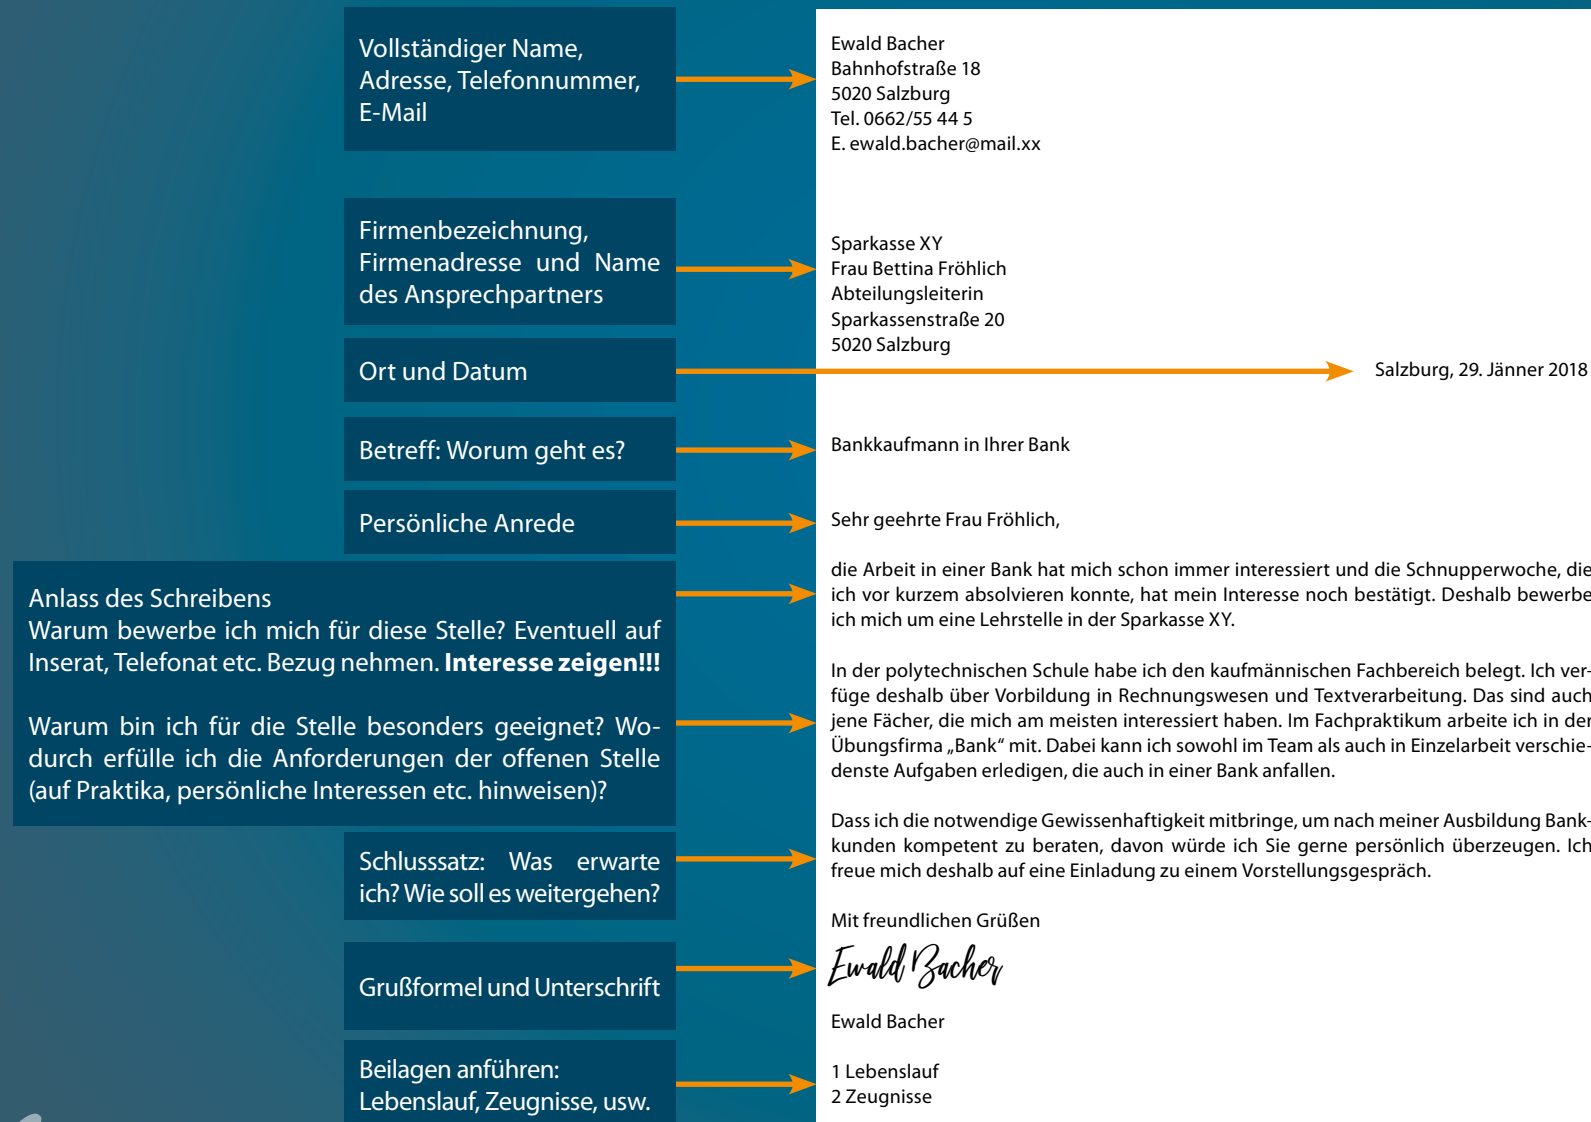 Vollständiger Name,
Adresse, Telefonnummer,
E-Mail
Ewald Bacher
Bahnhofstraße 18
5020 Salzburg
Tel. 0662/55 44 5
E. ewald.bacher@mail.xx
Firmenbezeichnung,
Firmenadresse und Name
des Ansprechpartners
Sparkasse XY
Frau Bettina Fröhlich
Abteilungsleiterin
Sparkassenstraße 20
5020 Salzburg
Ort und Datum
Salzburg, 29. Jänner 2018
Betreff: Worum geht es?
Bankkaufmann in Ihrer Bank
Persönliche Anrede
Sehr geehrte Frau Fröhlich,
Anlass des Schreibens
Warum bewerbe ich mich für diese Stelle? Eventuell auf
Inserat, Telefonat etc. Bezug nehmen. Interesse zeigen!!!
die Arbeit in einer Bank hat mich schon immer interessiert und die Schnupperwoche, die
ich vor kurzem absolvieren konnte, hat mein Interesse noch bestätigt. Deshalb bewerbe
ich mich um eine Lehrstelle in der Sparkasse XY.
Warum bin ich für die Stelle besonders geeignet? Wo-
durch erfülle ich die Anforderungen der offenen Stelle
(auf Praktika, persönliche Interessen etc. hinweisen)?
In der polytechnischen Schule habe ich den kaufmännischen Fachbereich belegt. Ich ver-
füge deshalb über Vorbildung in Rechnungswesen und Textverarbeitung. Das sind auch
jene Fächer, die mich am meisten interessiert haben. Im Fachpraktikum arbeite ich in der
Übungsfirma „Bank“ mit. Dabei kann ich sowohl im Team als auch in Einzelarbeit verschie-
denste Aufgaben erledigen, die auch in einer Bank anfallen.
Schlusssatz: Was erwarte
ich? Wie soll es weitergehen?
Dass ich die notwendige Gewissenhaftigkeit mitbringe, um nach meiner Ausbildung Bank-
kunden kompetent zu beraten, davon würde ich Sie gerne persönlich überzeugen. Ich
freue mich deshalb auf eine Einladung zu einem Vorstellungsgespräch.
Grußformel und Unterschrift
Mit freundlichen Grüßen
Ewald Bacher
Ewald Bacher
Beilagen anführen:
Lebenslauf, Zeugnisse, usw.
1 Lebenslauf
2 Zeugnisse